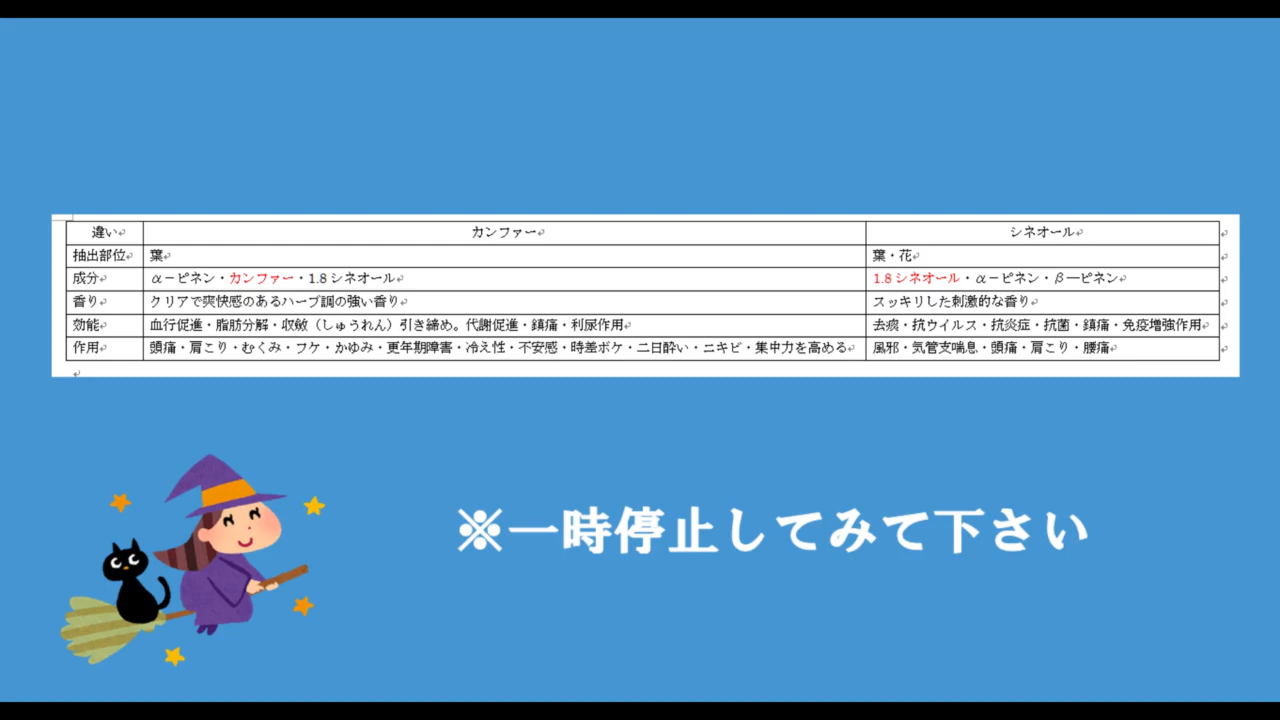 違い カンファー シネオール
抽出部位 葉 葉・花
成分 α－ピネン・カンファー・1.8シネオール 1.8シネオール・α－ピネン・β―ピネン
香り クリアで爽快感のあるハーブ調の強い香り スッキリした刺激的な香り
効能 血行促進・脂肪分解・収斂（しゅうれん）引き締め。代謝促進・鎮痛・利尿作用 去痰・抗ウイルス・抗炎症・抗菌・鎮痛・免疫増強作用
作用 頭痛・肩こり・むくみ・フケ・かゆみ・更年期障害・冷え性・不安感・時差ボケ・二日酔い・ニキビ・集中力を高める 風邪・気管支喘息・頭痛・肩こり・腰痛
※一時停止してみて下さい